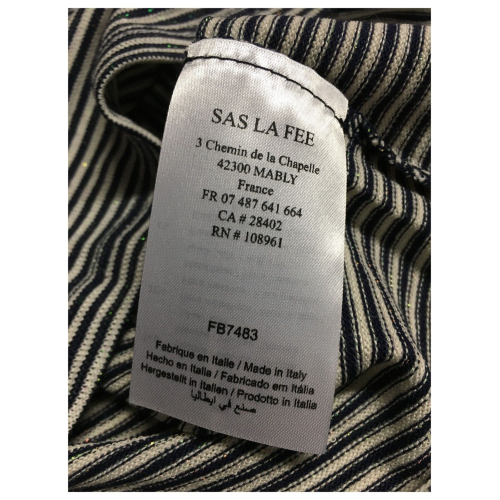 SAS LA FEE
3 Chemin de la Chapelle
42300 MABLY
France
FR 07 487 641 664
CA # 28402
RN # 108961
FB7483
Fabrique en Italie / Made in Italy
Hecho en Italia / Fabricado em Itália
Hergestellt in Italien / Prodotto in Italia
صنع في ايطاليا